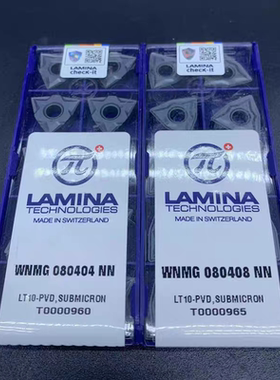 LAMINA
check-it
LAMINA
check-it
LAMINA
TECHNOLOGIES
MADE IN SWITZERLAND
WNMG 080404 NN
LT10-PVD,SUBMICRON
T0000960
LAMINA
TECHNOLOGIES
MADE IN SWITZERLAND
WNMG 080408 NN
LT10-PVD,SUBMICRON
T0000965